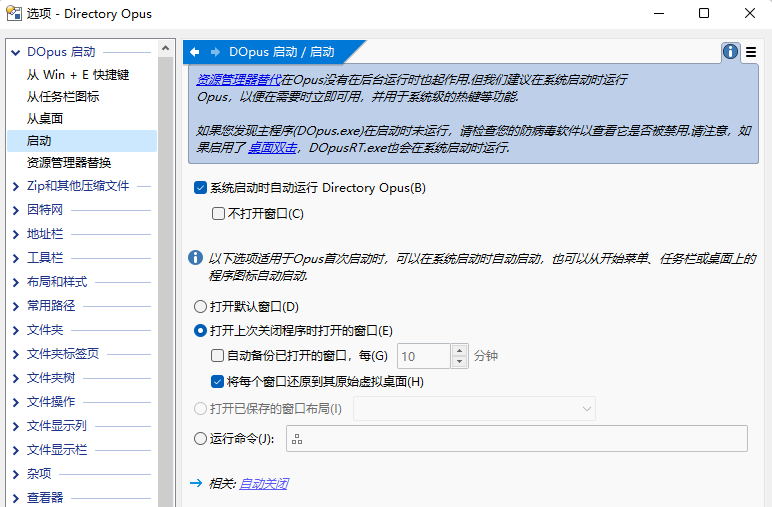 选项 - Directory Opus
DOpus 启动
从 Win + E 快捷键
从任务栏图标
从桌面
启动
资源管理器替换
Zip和其他压缩文件
因特网
地址栏
工具栏
布局和样式
常用路径
文件夹
文件夹标签页
文件夹树
文件操作
文件显示列
文件显示栏
杂项
查看器
DOpus 启动 / 启动
资源管理器替代在Opus没有在后台运行时也起作用.但我们建议在系统启动时运行
Opus，以便在需要时立即可用，并用于系统级的热键等功能.
如果您发现主程序(DOpus.exe)在启动时未运行，请检查您的防病毒软件以查看它是否被禁用.请注意，如
果启用了 桌面双击，DOpusRT.exe也会在系统启动时运行.
系统启动时自动运行 Directory Opus(B)
不打开窗口(C)
以下选项适用于Opus首次启动时，可以在系统启动时自动启动，也可以从开始菜单、任务栏或桌面上的
程序图标自动启动.
打开默认窗口(D)
打开上次关闭程序时打开的窗口(E)
自动备份已打开的窗口，每(G) 10 分钟
将每个窗口还原到其原始虚拟桌面(H)
打开已保存的窗口布局(I)
运行命令(J):
相关: 自动关闭